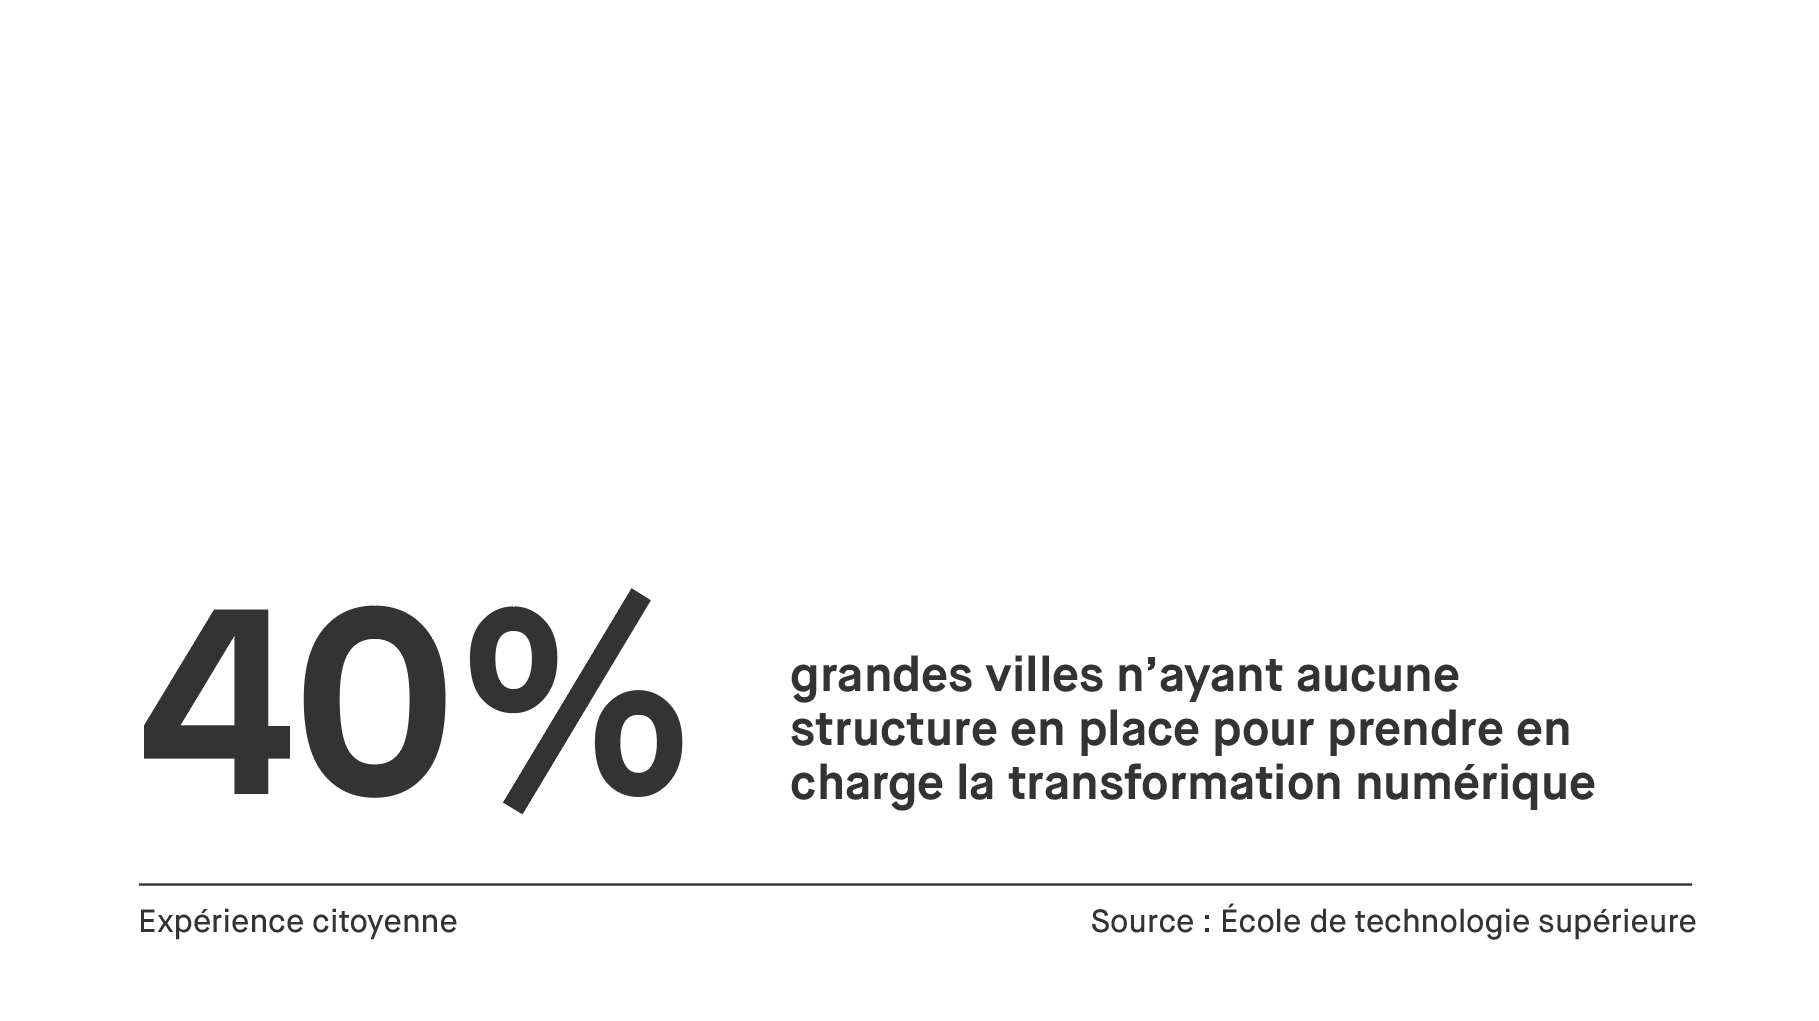 40%
grandes villes n’ayant aucune
structure en place pour prendre en
charge la transformation numérique
Expérience citoyenne
Source : École de technologie supérieure